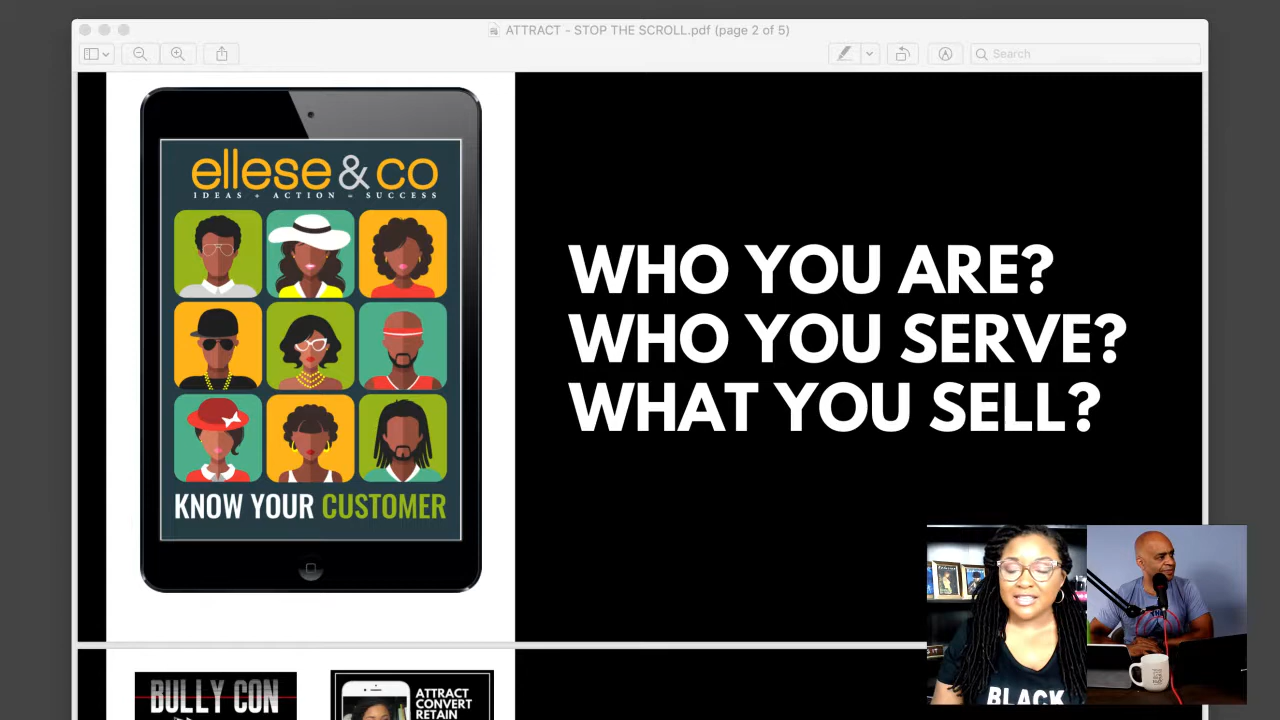 ATTRACT - STOP THE SCROLL.pdf (page 2 of 5)
Search
ellese & co
IDEAS + ACTION = SUCCESS
KNOW YOUR CUSTOMER
WHO YOU ARE?
WHO YOU SERVE?
WHAT YOU SELL?
BULLY CON
ATTRACT
CONVERT
RETAIN
BLACK